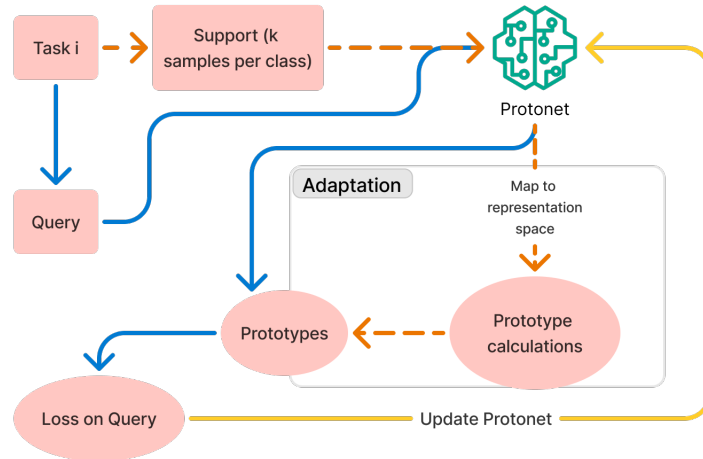 Task i
Support (k
samples per class)
Protonet
Adaptation
Map to
representation
space
Query
Prototypes
Prototype
calculations
Loss on Query
Update Protonet